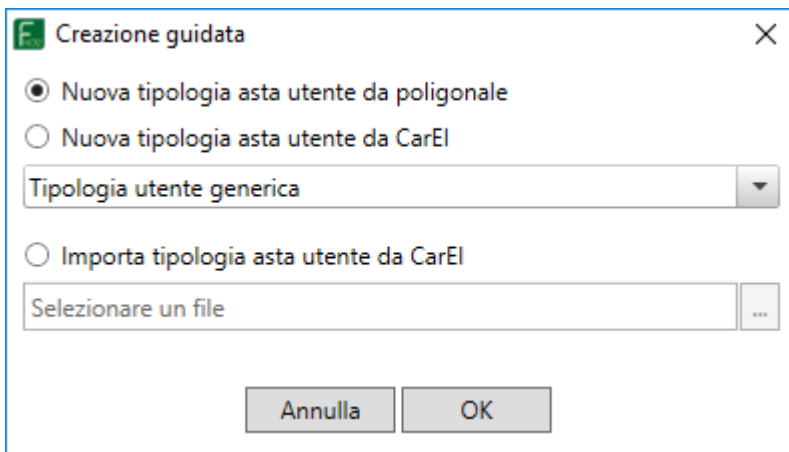 Creazione guidata
Nuova tipologia asta utente da poligonale
Nuova tipologia asta utente da CarEl
Tipologia utente generica
Importa tipologia asta utente da CarEl
Selezionare un file
...
Annulla OK